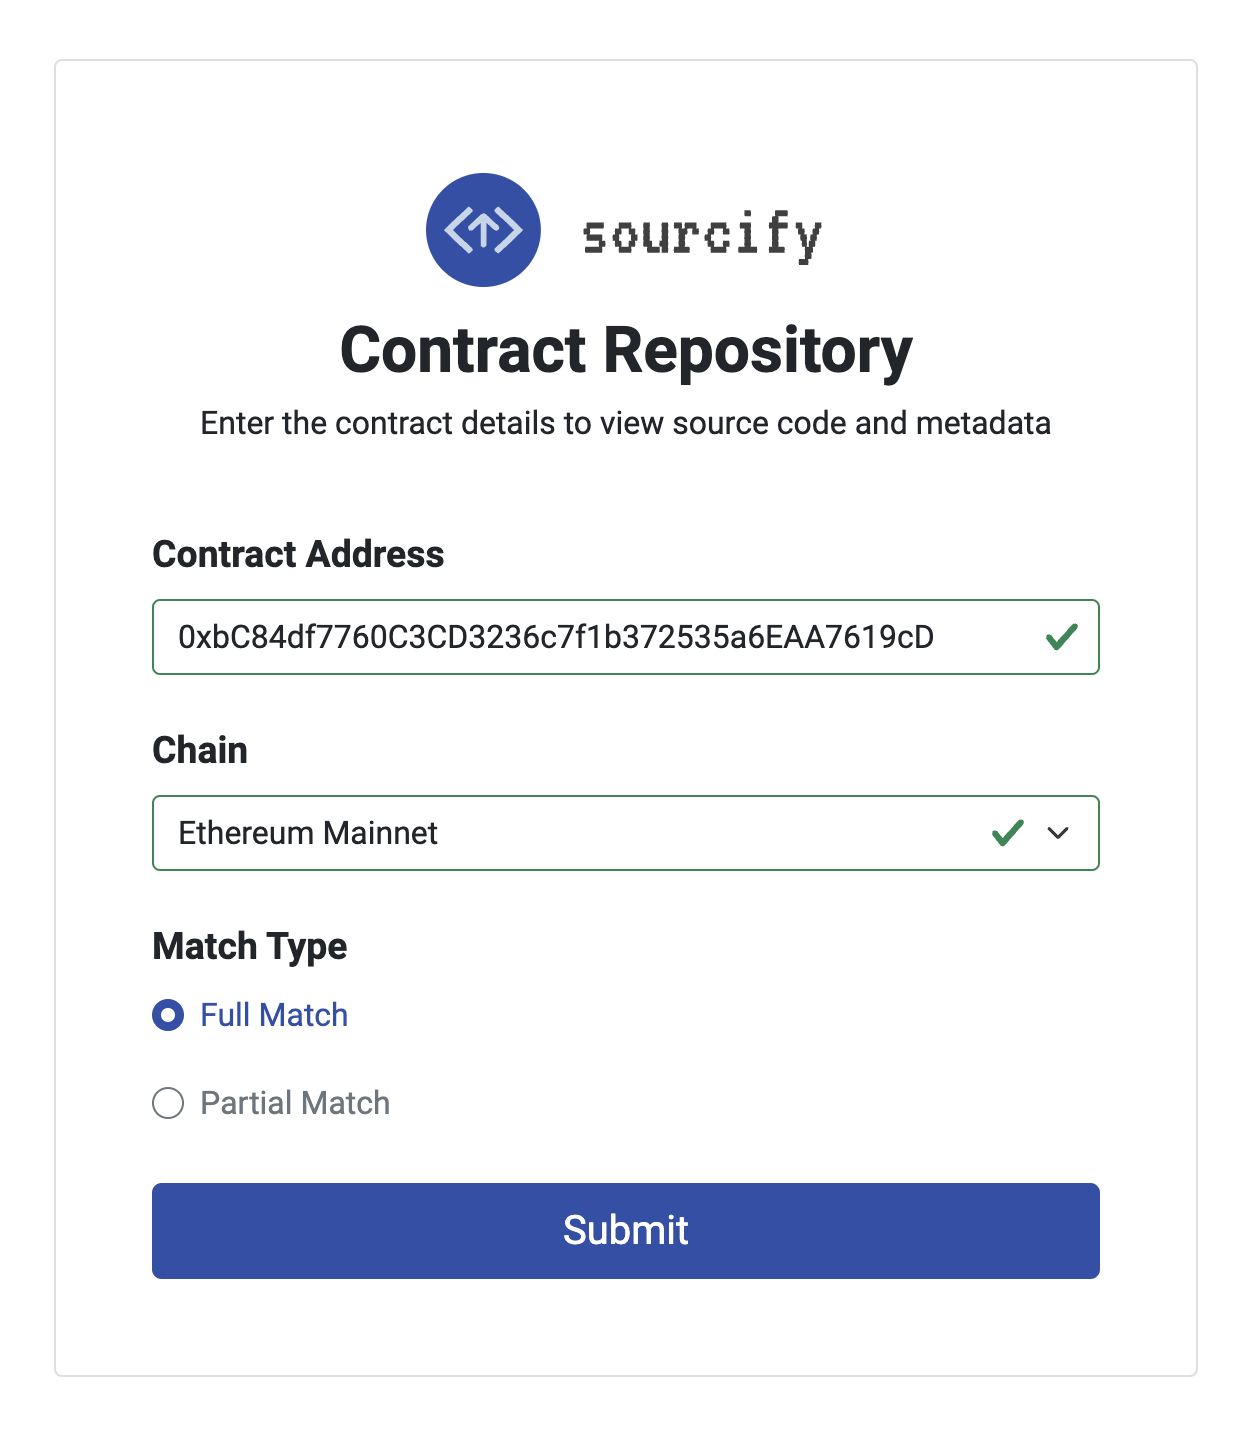 sourcify
Contract Repository
Enter the contract details to view source code and metadata
Contract Address
0xbC84df7760C3CD3236c7f1b372535a6EAA7619cD
Chain
Ethereum Mainnet
Match Type
Full Match
Partial Match
Submit